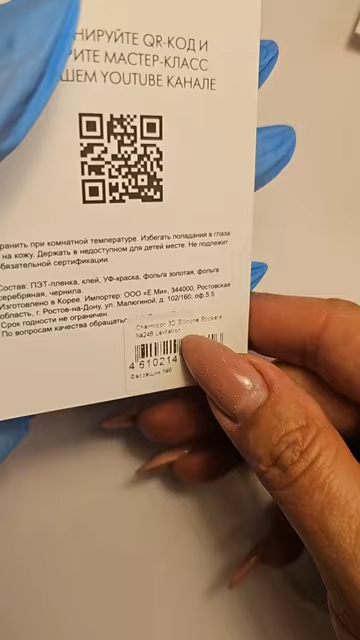 НИРУЙТЕ QR-КОД И
РИТЕ МАСТЕР-КЛАСС
ШЕМ YOUTUBE КАНАЛЕ
ранить при комнатной температуре. Избегать попадания в глаза
на кожу. Держать в недоступном для детей месте. Не подлежит
бязательной сертификации
Состав: ПЭТ-пленка, клей, УФ-краска, фольга золотая, фольга
серебряная, чернила.
Изготовлено в Корее. Импортер: ООО «Е.Ми», 344000, Ростовская
область, г. Ростов-на-Дону, ул. Малюгиной, д. 102/160, оф.5.5
Срок годности не ограничен.
По вопросам качества обращатьс
Charmicon 3D Silicone Stickers
№246 Levitation
4 610214
Фасовщик №6